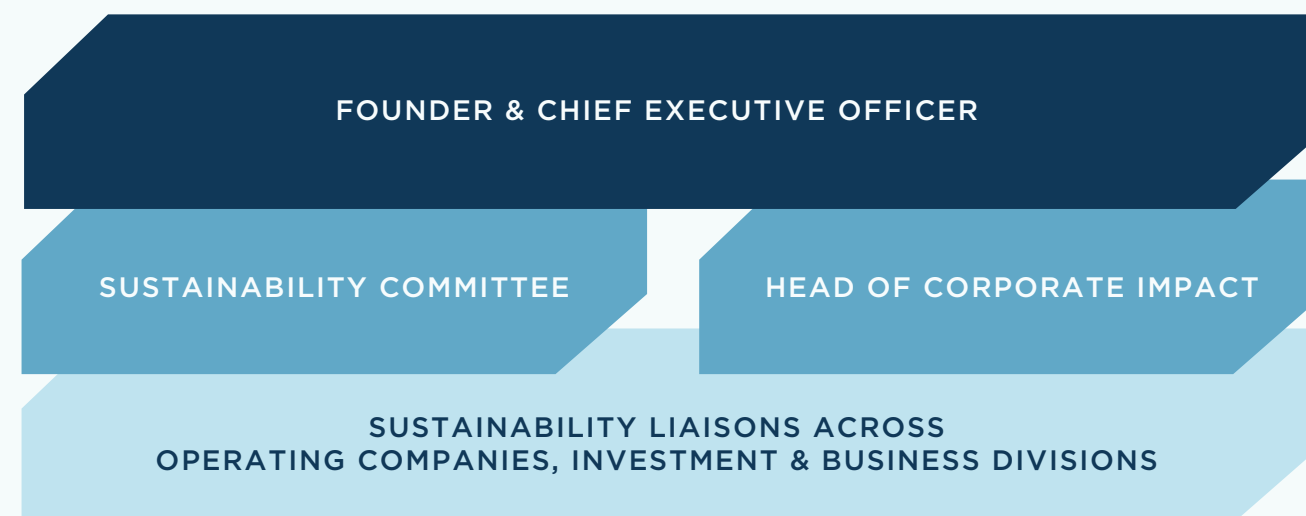 FOUNDER & CHIEF EXECUTIVE OFFICER
SUSTAINABILITY COMMITTEE
HEAD OF CORPORATE IMPACT
SUSTAINABILITY LIAISONS ACROSS
OPERATING COMPANIES, INVESTMENT & BUSINESS DIVISIONS